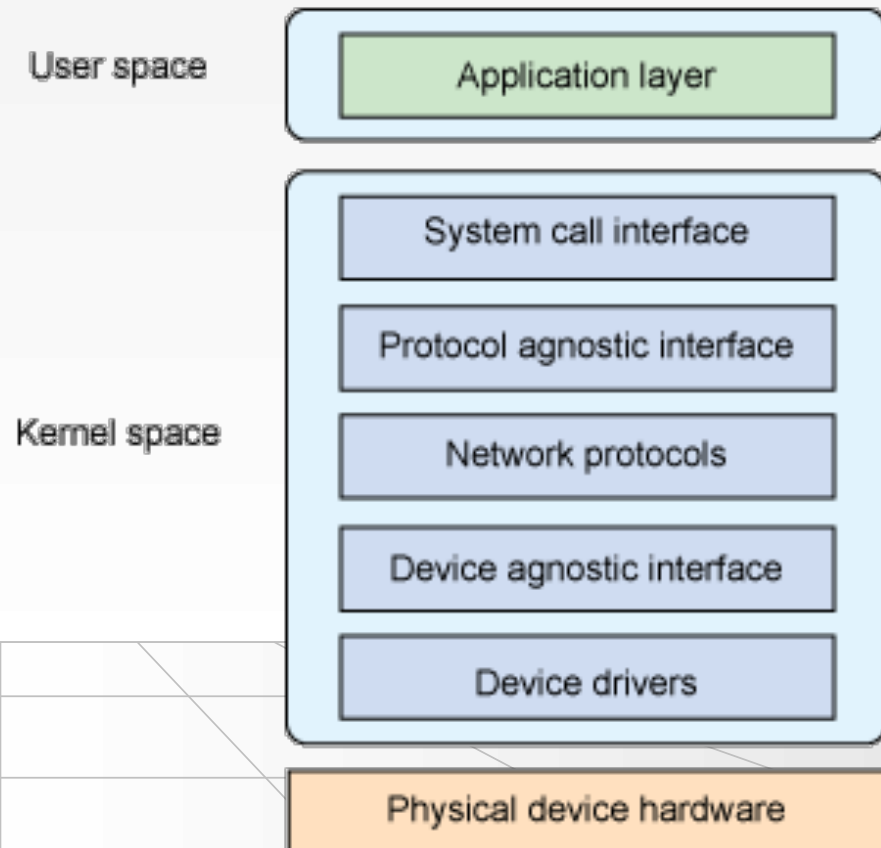 User space
Application layer
System call interface
Protocol agnostic interface
Kernel space
Network protocols
Device agnostic interface
Device drivers
Physical device hardware